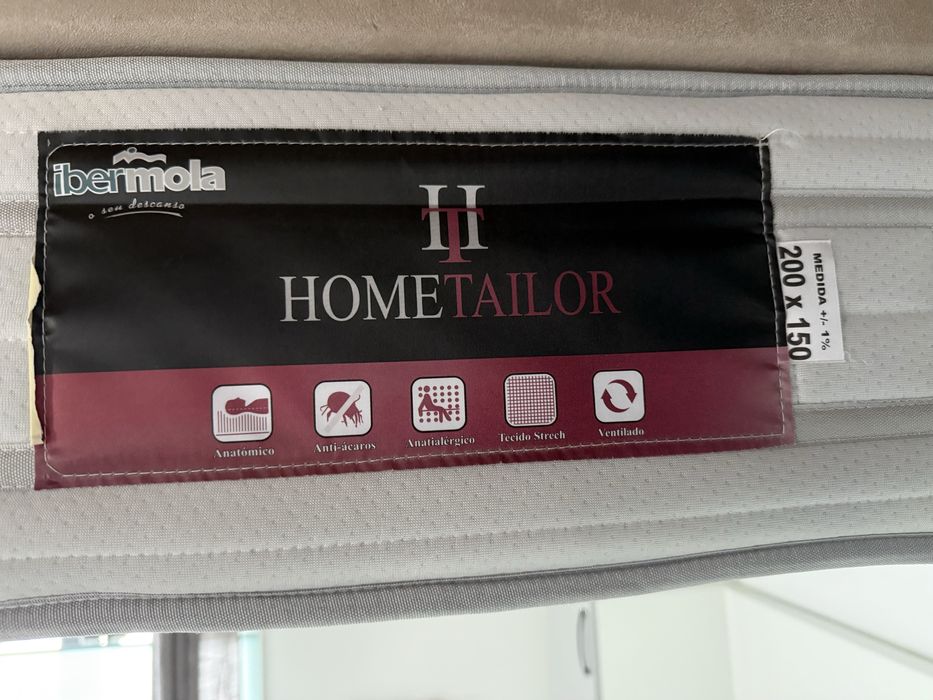 ibermola
o seu descanso
HT
HOMETAILOR
Anatómico
Anti-ácaros
Anatialérgico
Tecido Strech
Ventilado
MEDIDA +/- 1%
200 x 150